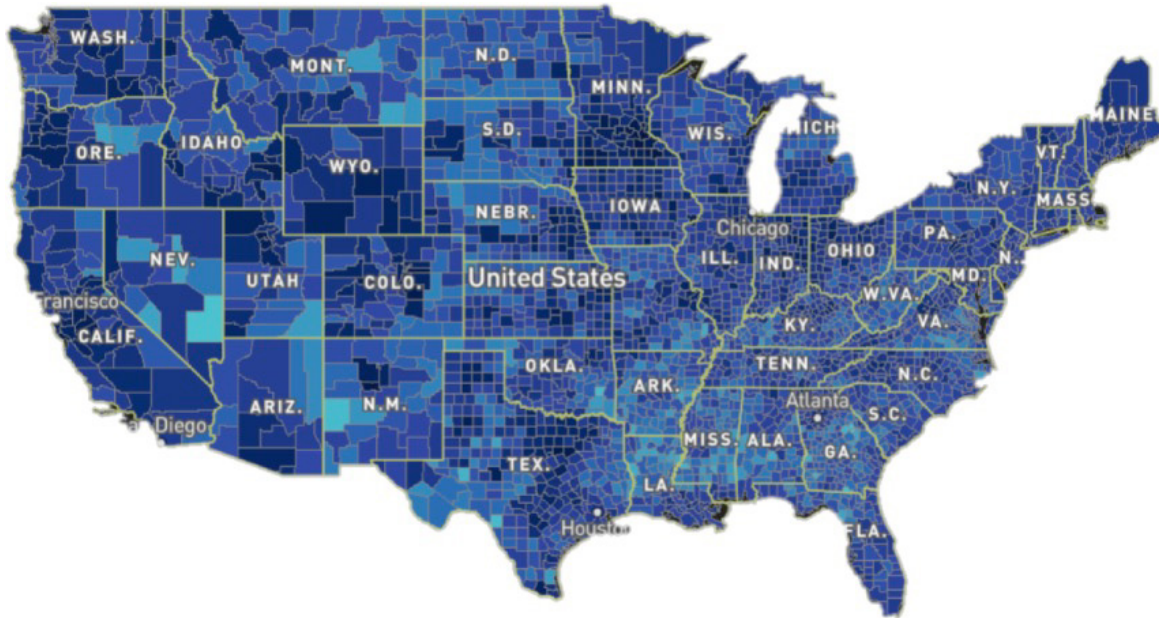 WASH.
MONT.
N.D.
MINN.
MAINE
ORE.
IDAHO
S.D.
WIS.
MICH
VT.
WYO.
N.Y.
MASS
NEBR.
IOWA
Chicago
PA.
NEV.
UTAH
COLO.
United States
ILL.
IND.
OHIO
MD.
N.
Francisco
W.VA.
VA.
CALIF.
KY.
OKLA.
TENN.
N.C.
ARIZ.
N.M.
ARK.
Atlanta
S.C.
Diego
MISS.
ALA.
GA.
TEX.
LA.
Houston
FLA.